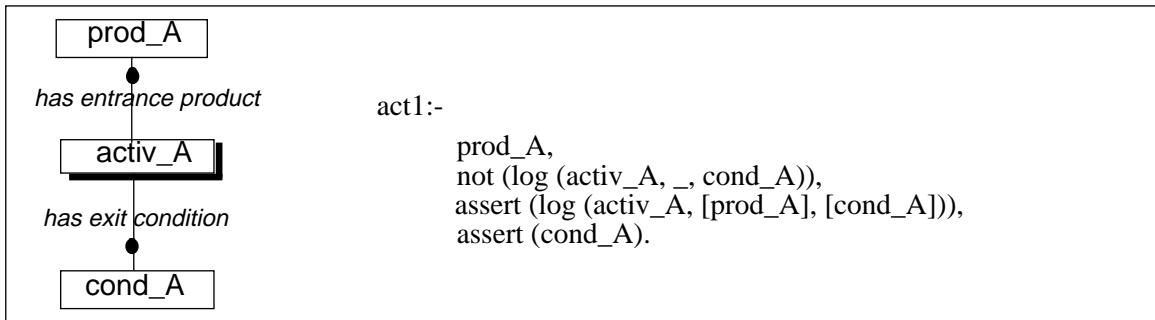 prod_A
has entrance product
activ_A
has exit condition
cond_A
act1:-
prod_A,
not (log (activ_A, _, cond_A)),
assert (log (activ_A, [prod_A], [cond_A])),
assert (cond_A).